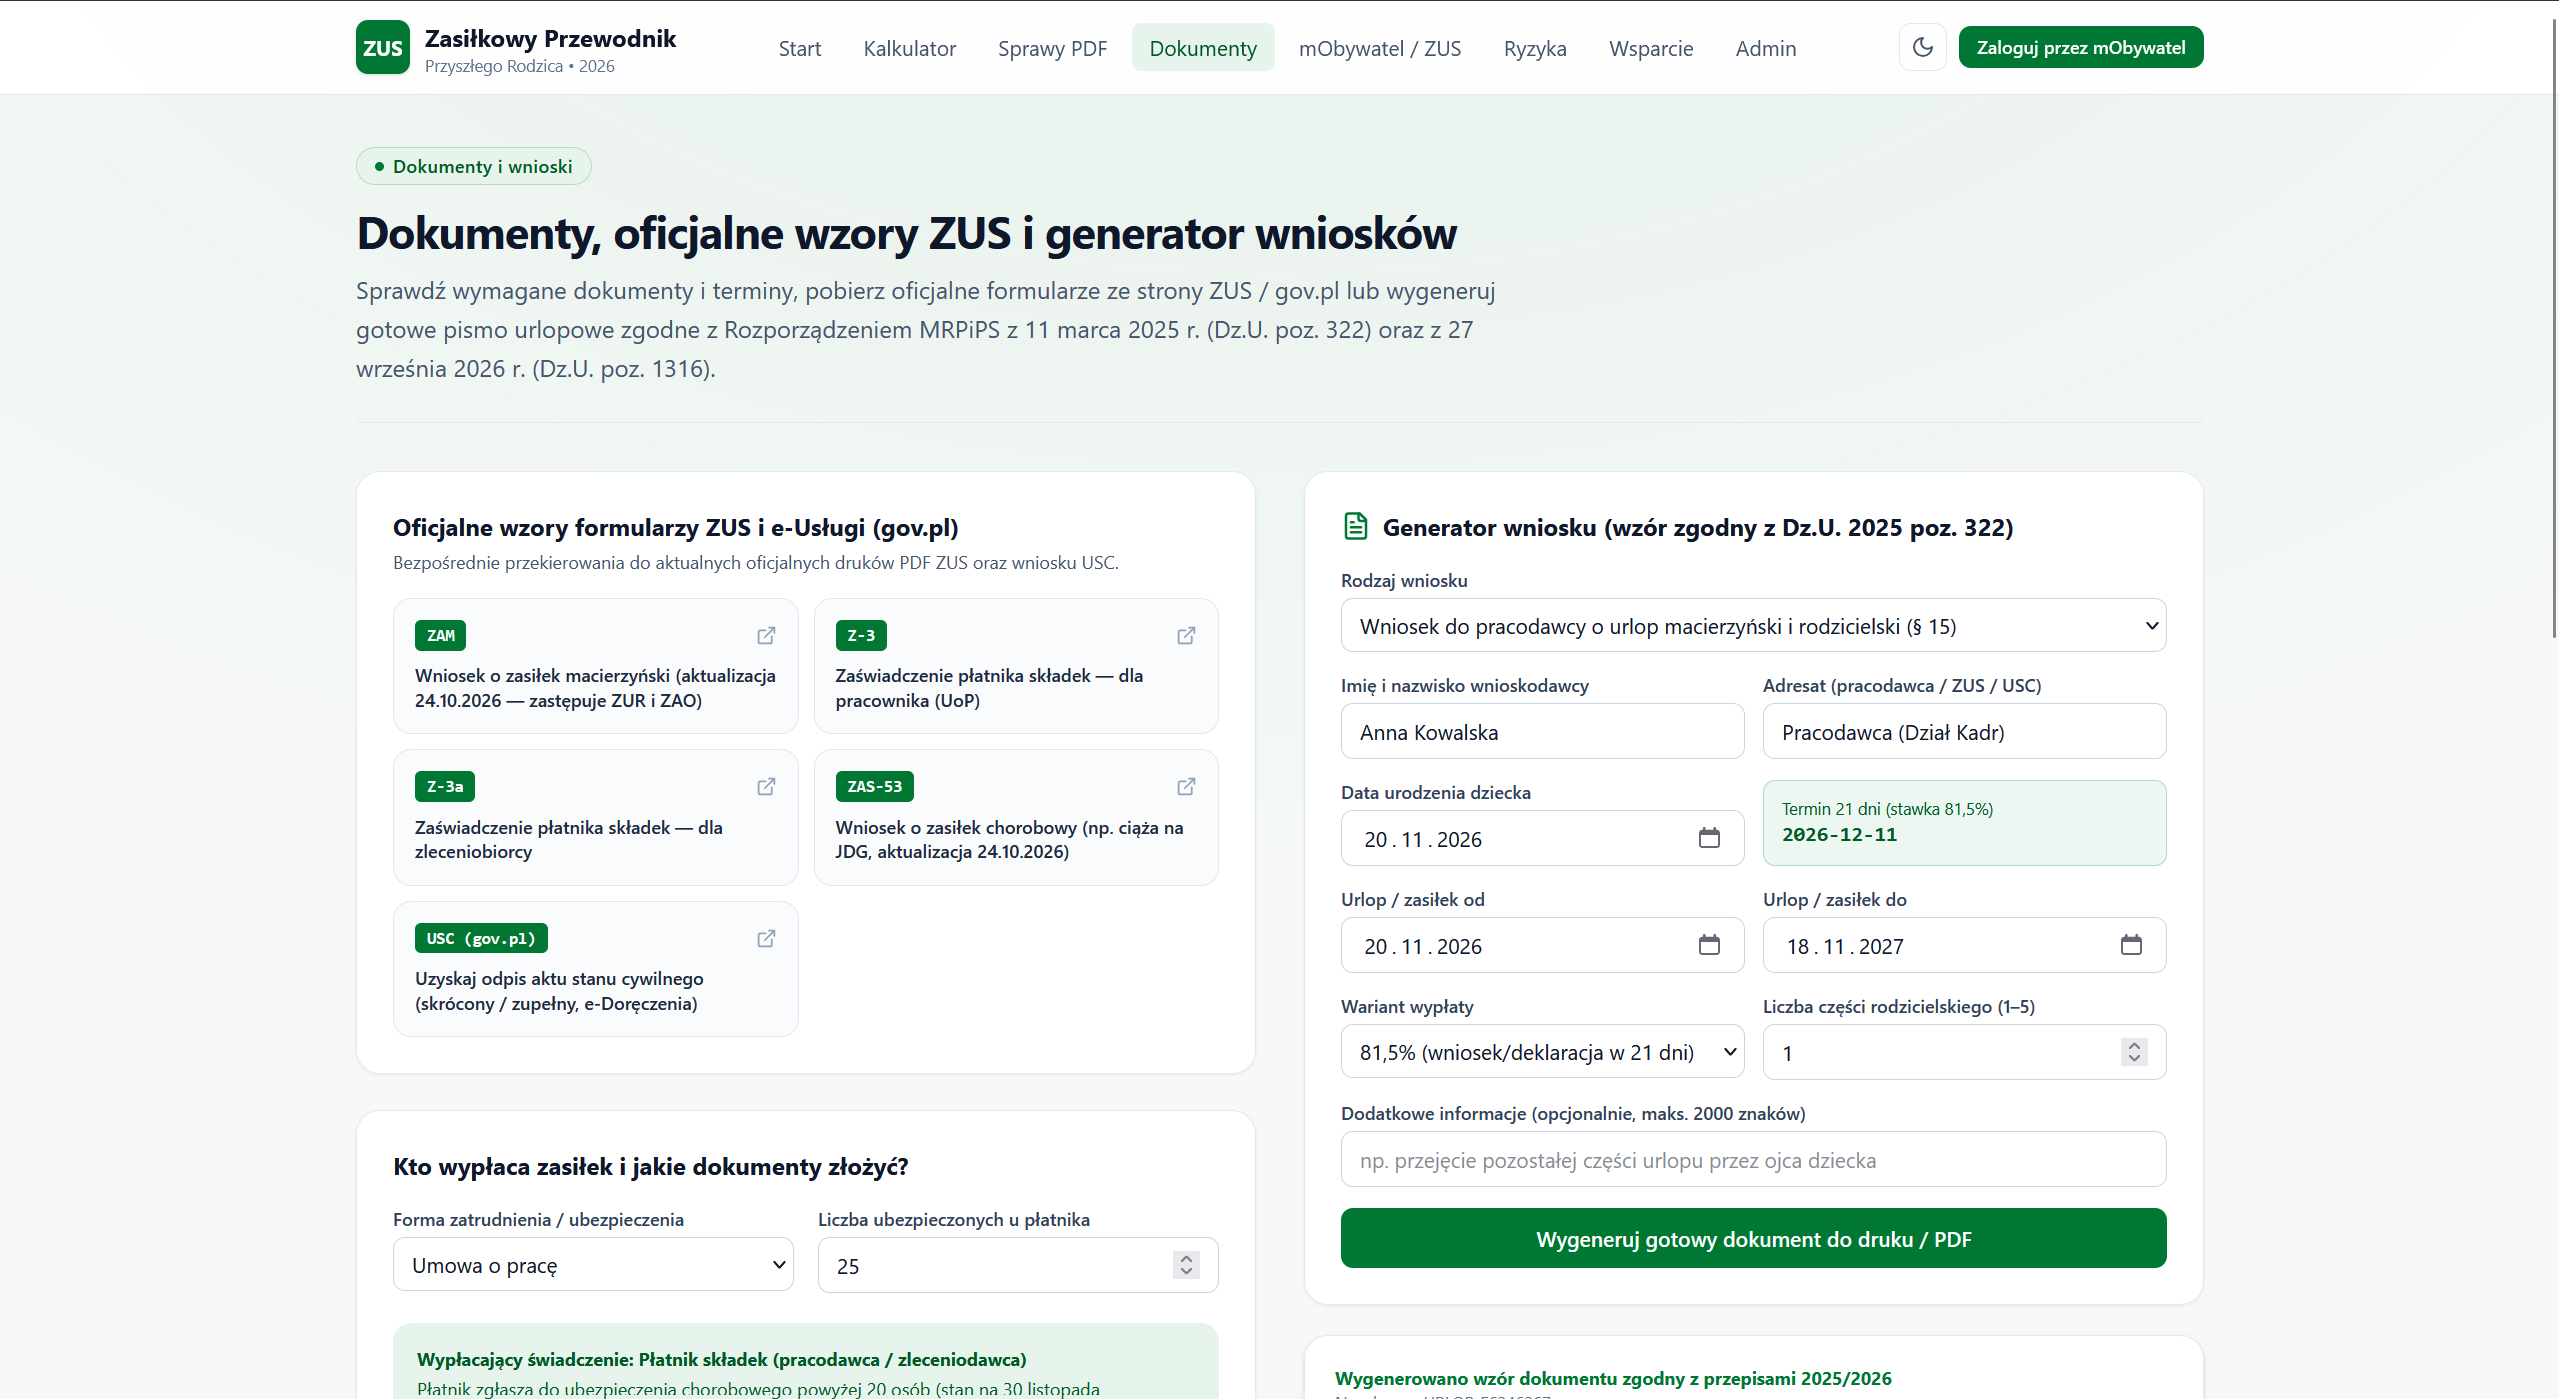 ZUS
Zasiłkowy Przewodnik
Przyszłego Rodzica • 2026
Start
Kalkulator
Sprawy PDF
Dokumenty
mObywatel / ZUS
Ryzyka
Wsparcie
Admin
Zaloguj przez mObywatel
Dokumenty i wnioski
Dokumenty, oficjalne wzory ZUS i generator wniosków
Sprawdź wymagane dokumenty i terminy, pobierz oficjalne formularze ze strony ZUS / gov.pl lub wygeneruj
gotowe pismo urlopowe zgodne z Rozporządzeniem MRPiPS z 11 marca 2025 r. (Dz.U. poz. 322) oraz z 27
września 2026 r. (Dz.U. poz. 1316).
Oficjalne wzory formularzy ZUS i e-Usługi (gov.pl)
Bezpośrednie przekierowania do aktualnych oficjalnych druków PDF ZUS oraz wniosku USC.
ZAM
Wniosek o zasiłek macierzyński (aktualizacja
24.10.2026 — zastępuje ZUR i ZAO)
Z-3
Zaświadczenie płatnika składek — dla
pracownika (UoP)
Z-3a
Zaświadczenie płatnika składek — dla
zleceniobiorcy
ZAS-53
Wniosek o zasiłek chorobowy (np. ciąża na
JDG, aktualizacja 24.10.2026)
USC (gov.pl)
Uzyskaj odpis aktu stanu cywilnego
(skrócony / zupełny, e-Doręczenia)
Kto wypłaca zasiłek i jakie dokumenty złożyć?
Forma zatrudnienia / ubezpieczenia
Umowa o pracę
Liczba ubezpieczonych u płatnika
25
Wypłacający świadczenie: Płatnik składek (pracodawca / zleceniodawca)
Płatnik zgłasza do ubezpieczenia chorobowego powyżej 20 osób (stan na 30 listopada
Generator wniosku (wzór zgodny z Dz.U. 2025 poz. 322)
Rodzaj wniosku
Wniosek do pracodawcy o urlop macierzyński i rodzicielski (§ 15)
Imię i nazwisko wnioskodawcy
Anna Kowalska
Adresat (pracodawca / ZUS / USC)
Pracodawca (Dział Kadr)
Data urodzenia dziecka
20.11.2026
Termin 21 dni (stawka 81,5%)
2026-12-11
Urlop / zasiłek od
20.11.2026
Urlop / zasiłek do
18.11.2027
Wariant wypłaty
81,5% (wniosek/deklaracja w 21 dni)
Liczba części rodzicielskiego (1–5)
1
Dodatkowe informacje (opcjonalnie, maks. 2000 znaków)
np. przejęcie pozostałej części urlopu przez ojca dziecka
Wygeneruj gotowy dokument do druku / PDF
Wygenerowano wzór dokumentu zgodny z przepisami 2025/2026